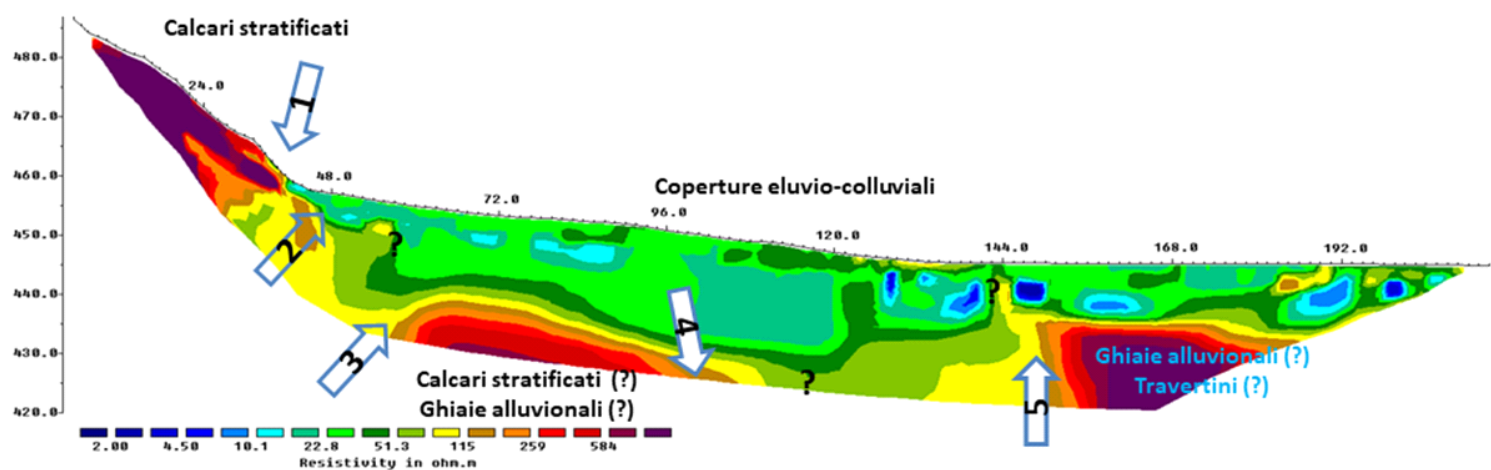 Calcari stratificati
480.0
24.0
1
470.0
460.0
48.0
Coperture eluvio-colluviali
72.0
96.0
450.0
2
?
120.0
144.0
168.0
192.0
440.0
?
4
430.0
3
Ghiaie alluvionali (?)
Calcari stratificati (?)
?
Travertini (?)
Ghiaie alluvionali (?)
5
420.0
2.00 4.50 10.1 22.8 51.3 115 259 584
Resistivity in ohm.m